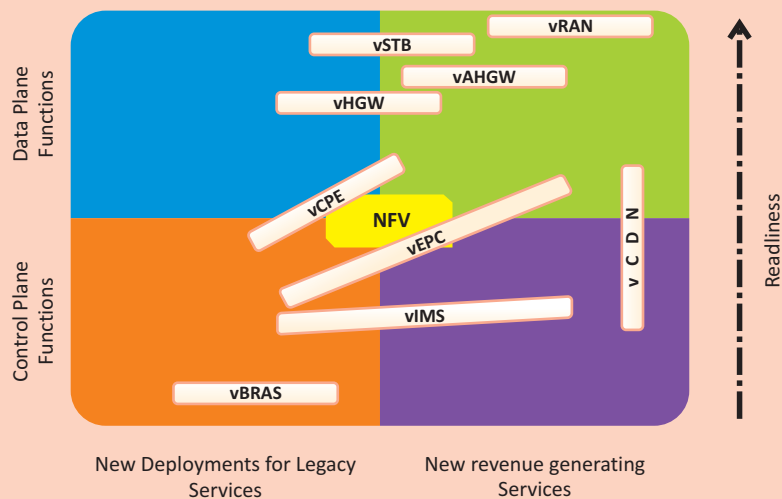 vRAN
vSTB
vAHGW
vHGW
Data Plane
Functions
vCPE
NFV
vEPC
v C D N
Readiness
vIMS
Control Plane
Functions
vBRAS
New Deployments for Legacy
Services
New revenue generating
Services